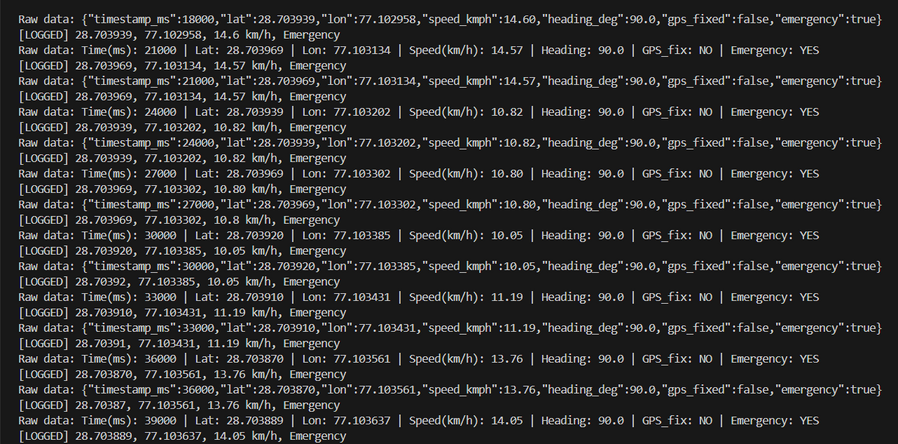 Raw data: {"timestamp_ms":18000,"lat":28.703939,"lon":77.102958,"speed_kmph":14.60,"heading_deg":90.0,"gps_fixed":false,"emergency":true}
[LOGGED] 28.703939, 77.102958, 14.6 km/h, Emergency
Raw data: Time(ms): 21000 | Lat: 28.703969 | Lon: 77.103134 | Speed(km/h): 14.57 | Heading: 90.0 | GPS_fix: NO | Emergency: YES
[LOGGED] 28.703969, 77.103134, 14.57 km/h, Emergency
Raw data: {"timestamp_ms":21000,"lat":28.703969,"lon":77.103134,"speed_kmph":14.57,"heading_deg":90.0,"gps_fixed":false,"emergency":true}
[LOGGED] 28.703969, 77.103134, 14.57 km/h, Emergency
Raw data: Time(ms): 24000 | Lat: 28.703939 | Lon: 77.103202 | Speed(km/h): 10.82 | Heading: 90.0 | GPS_fix: NO | Emergency: YES
[LOGGED] 28.703939, 77.103202, 10.82 km/h, Emergency
Raw data: {"timestamp_ms":24000,"lat":28.703939,"lon":77.103202,"speed_kmph":10.82,"heading_deg":90.0,"gps_fixed":false,"emergency":true}
[LOGGED] 28.703939, 77.103202, 10.82 km/h, Emergency
Raw data: Time(ms): 27000 | Lat: 28.703969 | Lon: 77.103302 | Speed(km/h): 10.80 | Heading: 90.0 | GPS_fix: NO | Emergency: YES
[LOGGED] 28.703969, 77.103302, 10.80 km/h, Emergency
Raw data: {"timestamp_ms":27000,"lat":28.703969,"lon":77.103302,"speed_kmph":10.80,"heading_deg":90.0,"gps_fixed":false,"emergency":true}
[LOGGED] 28.703969, 77.103302, 10.8 km/h, Emergency
Raw data: Time(ms): 30000 | Lat: 28.703920 | Lon: 77.103385 | Speed(km/h): 10.05 | Heading: 90.0 | GPS_fix: NO | Emergency: YES
Raw data: {"timestamp_ms":30000,"lat":28.703920,"lon":77.103385,"speed_kmph":10.05,"heading_deg":90.0,"gps_fixed":false,"emergency":true}
[LOGGED] 28.70392, 77.103385, 10.05 km/h, Emergency
Raw data: Time(ms): 33000 | Lat: 28.703910 | Lon: 77.103431 | Speed(km/h): 11.19 | Heading: 90.0 | GPS_fix: NO | Emergency: YES
[LOGGED] 28.703910, 77.103431, 11.19 km/h, Emergency
Raw data: {"timestamp_ms":33000,"lat":28.703910,"lon":77.103431,"speed_kmph":11.19,"heading_deg":90.0,"gps_fixed":false,"emergency":true}
[LOGGED] 28.70391, 77.103431, 11.19 km/h, Emergency
Raw data: Time(ms): 36000 | Lat: 28.703870 | Lon: 77.103561 | Speed(km/h): 13.76 | Heading: 90.0 | GPS_fix: NO | Emergency: YES
[LOGGED] 28.703870, 77.103561, 13.76 km/h, Emergency
Raw data: {"timestamp_ms":36000,"lat":28.703870,"lon":77.103561,"speed_kmph":13.76,"heading_deg":90.0,"gps_fixed":false,"emergency":true}
[LOGGED] 28.70387, 77.103561, 13.76 km/h, Emergency
Raw data: Time(ms): 39000 | Lat: 28.703889 | Lon: 77.103637 | Speed(km/h): 14.05 | Heading: 90.0 | GPS_fix: NO | Emergency: YES
[LOGGED] 28.703889, 77.103637, 14.05 km/h, Emergency